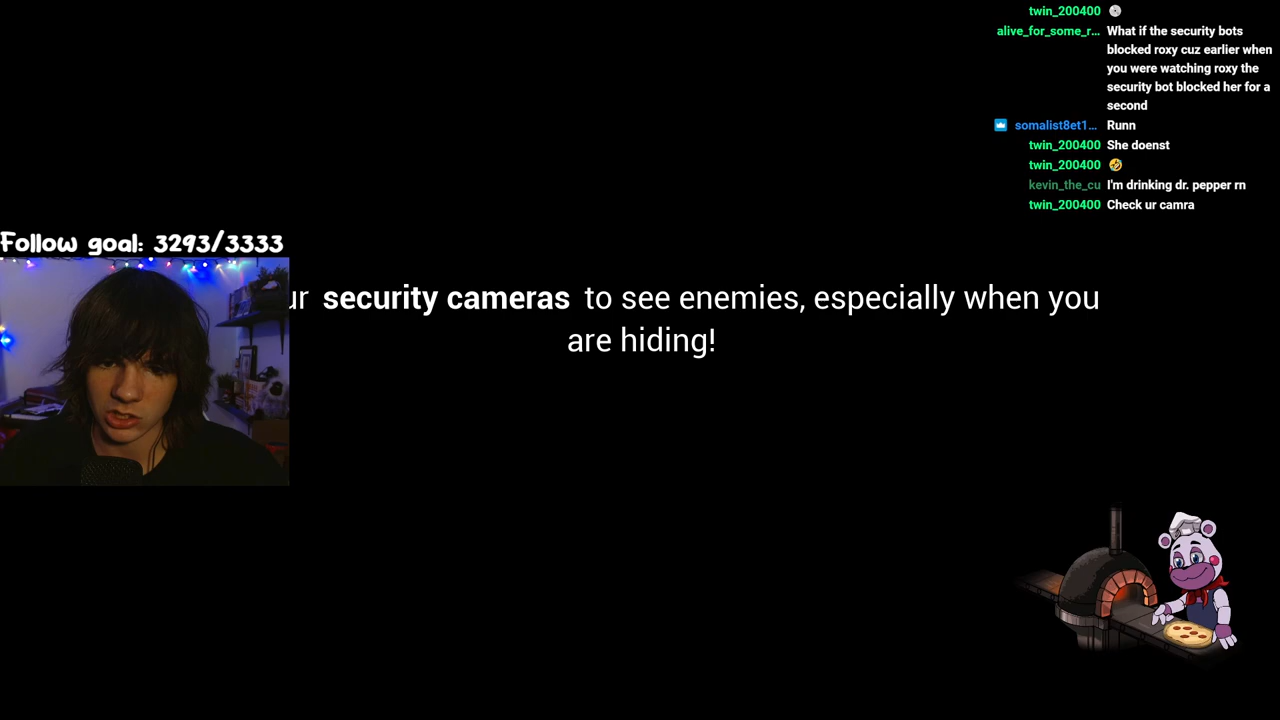 twin_200400
alive_for_some_r... What if the security bots
blocked roxy cuz earlier when
you were watching roxy the
security bot blocked her for a
second
somalist8et1... Runn
twin_200400 She doenst
twin_200400 🤣
kevin_the_cu I'm drinking dr. pepper rn
twin_200400 Check ur camra
Follow goal: 3293/3333
ur security cameras to see enemies, especially when you
are hiding!